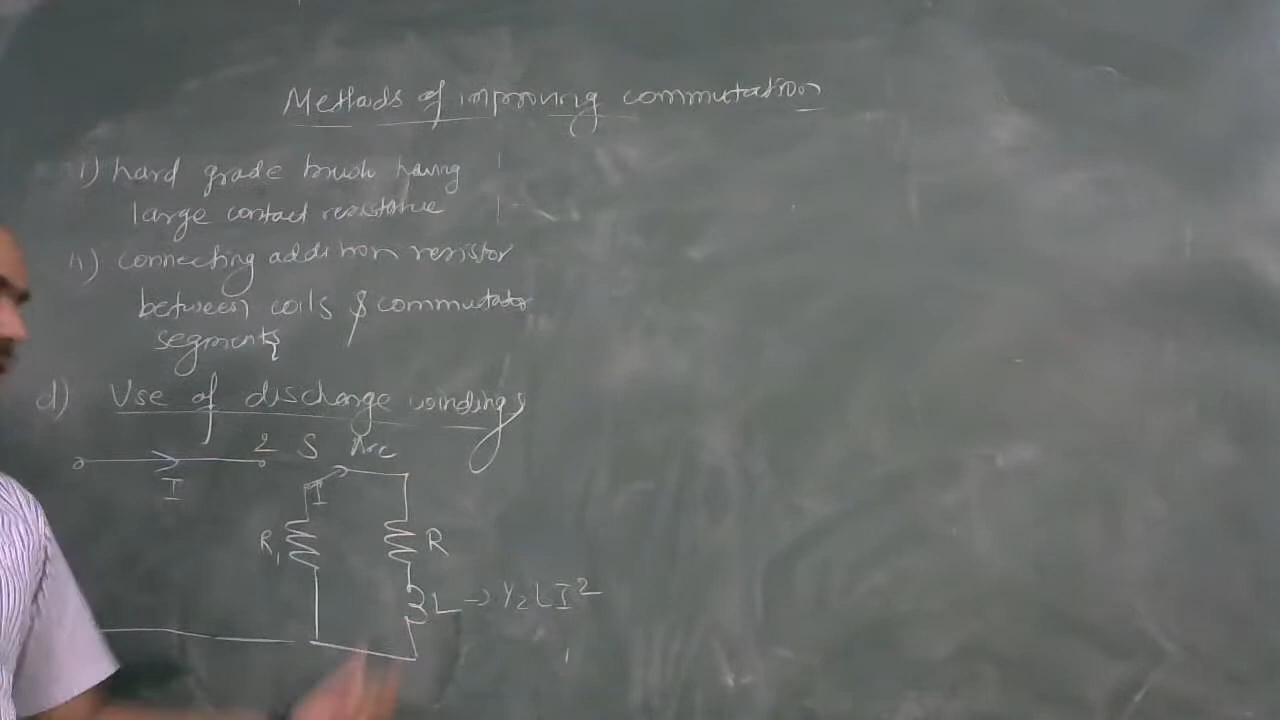 Methods of improving commutation
i) hard grade brush having
large contact resistance
ii) connecting addition resistor
between coils & commutator
segments
d) Use of discharge windings
2 S Arc
I I
R1 R
L → 1/2 L I²